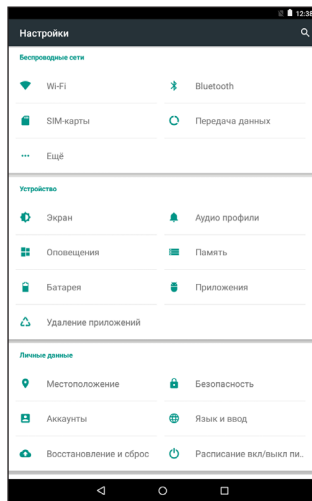 12:38
Настройки
Беспроводные сети
Wi-Fi
Bluetooth
SIM-карты
Передача данных
Ещё
Устройство
Экран
Аудио профили
Оповещения
Память
Батарея
Приложения
Удаление приложений
Личные данные
Местоположение
Безопасность
Аккаунты
Язык и ввод
Восстановление и сброс
Расписание вкл/выкл пи..